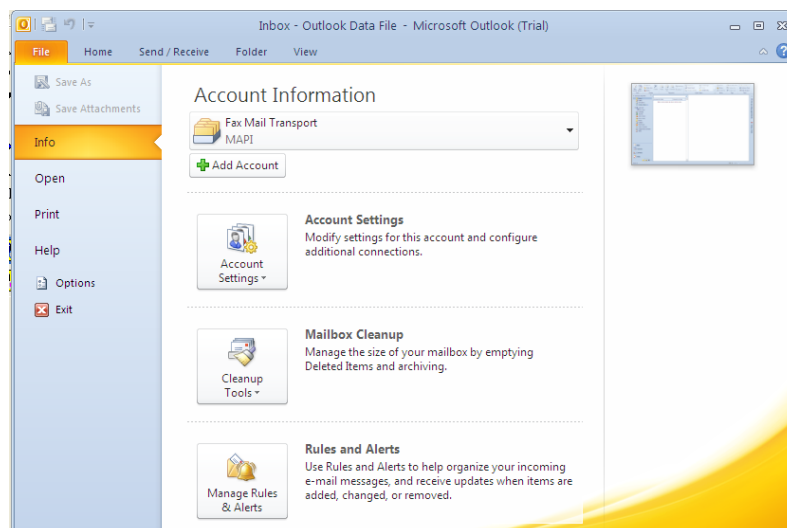 Inbox - Outlook Data File - Microsoft Outlook (Trial)
File Home Send / Receive Folder View
Save As
Save Attachments
Info
Open
Print
Help
Options
Exit
Account Information
Fax Mail Transport
MAPI
Add Account
Account
Settings
Account Settings
Modify settings for this account and configure
additional connections.
Cleanup
Tools
Mailbox Cleanup
Manage the size of your mailbox by emptying
Deleted Items and archiving.
Manage Rules
& Alerts
Rules and Alerts
Use Rules and Alerts to help organize your incoming
e-mail messages, and receive updates when items are
added, changed, or removed.